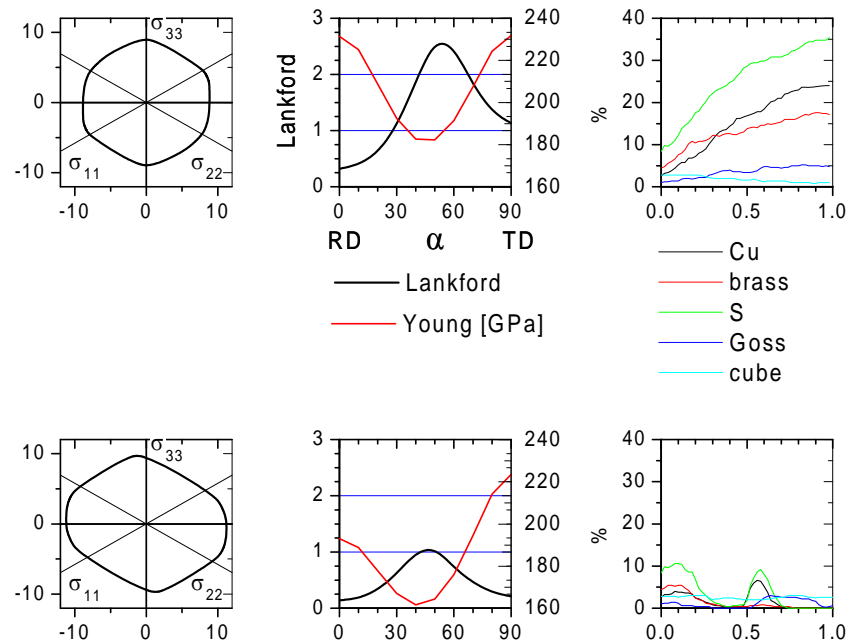 10
0
-10
-10 0 10
σ33
σ11
σ22
3
2
1
0
Lankford
240
220
200
180
160
0 30 60 90
RD α TD
Lankford
Young [GPa]
40
30
20
10
0
%
0.0 0.5 1.0
Cu
brass
S
Goss
cube
10
0
-10
-10 0 10
σ33
σ11
σ22
3
2
1
0
240
220
200
180
160
0 30 60 90
40
30
20
10
0
%
0.0 0.5 1.0